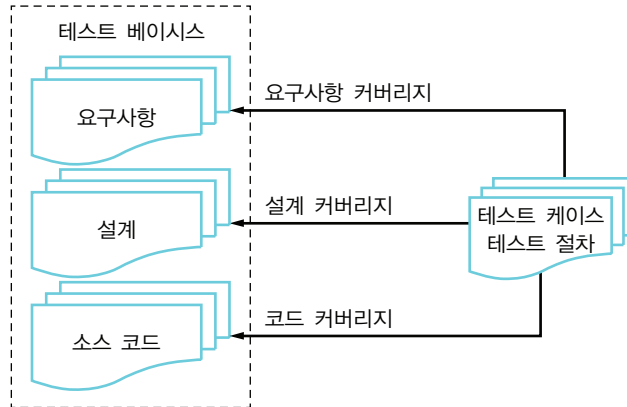 테스트 베이시스
요구사항
요구사항 커버리지
설계
설계 커버리지
테스트 케이스
테스트 절차
소스 코드
코드 커버리지